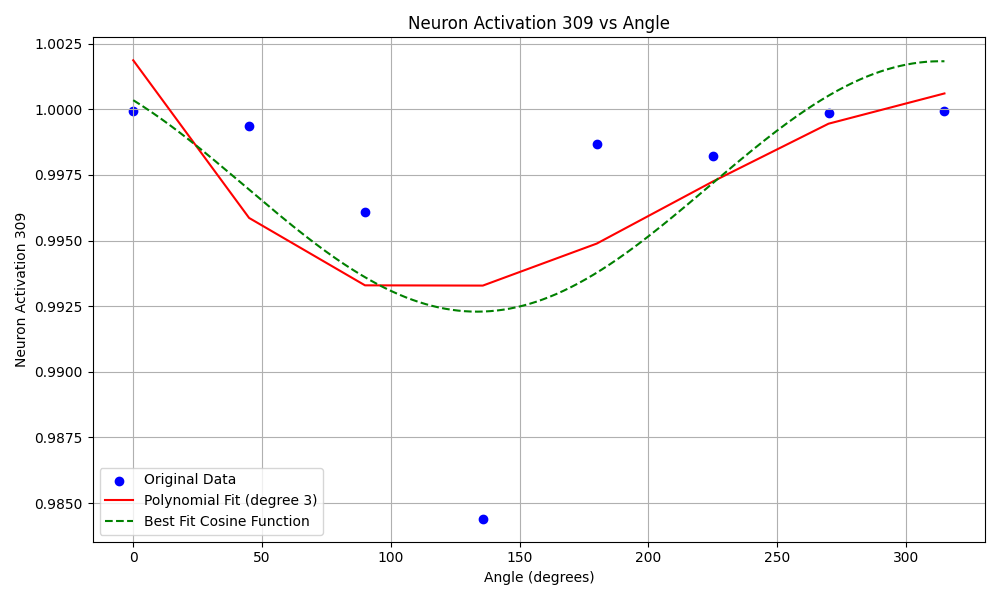 Neuron Activation 309 vs Angle
Neuron Activation 309
1.0025
1.0000
0.9975
0.9950
0.9925
0.9900
0.9875
0.9850
Original Data
Polynomial Fit (degree 3)
Best Fit Cosine Function
0
50
100
150
200
250
300
Angle (degrees)